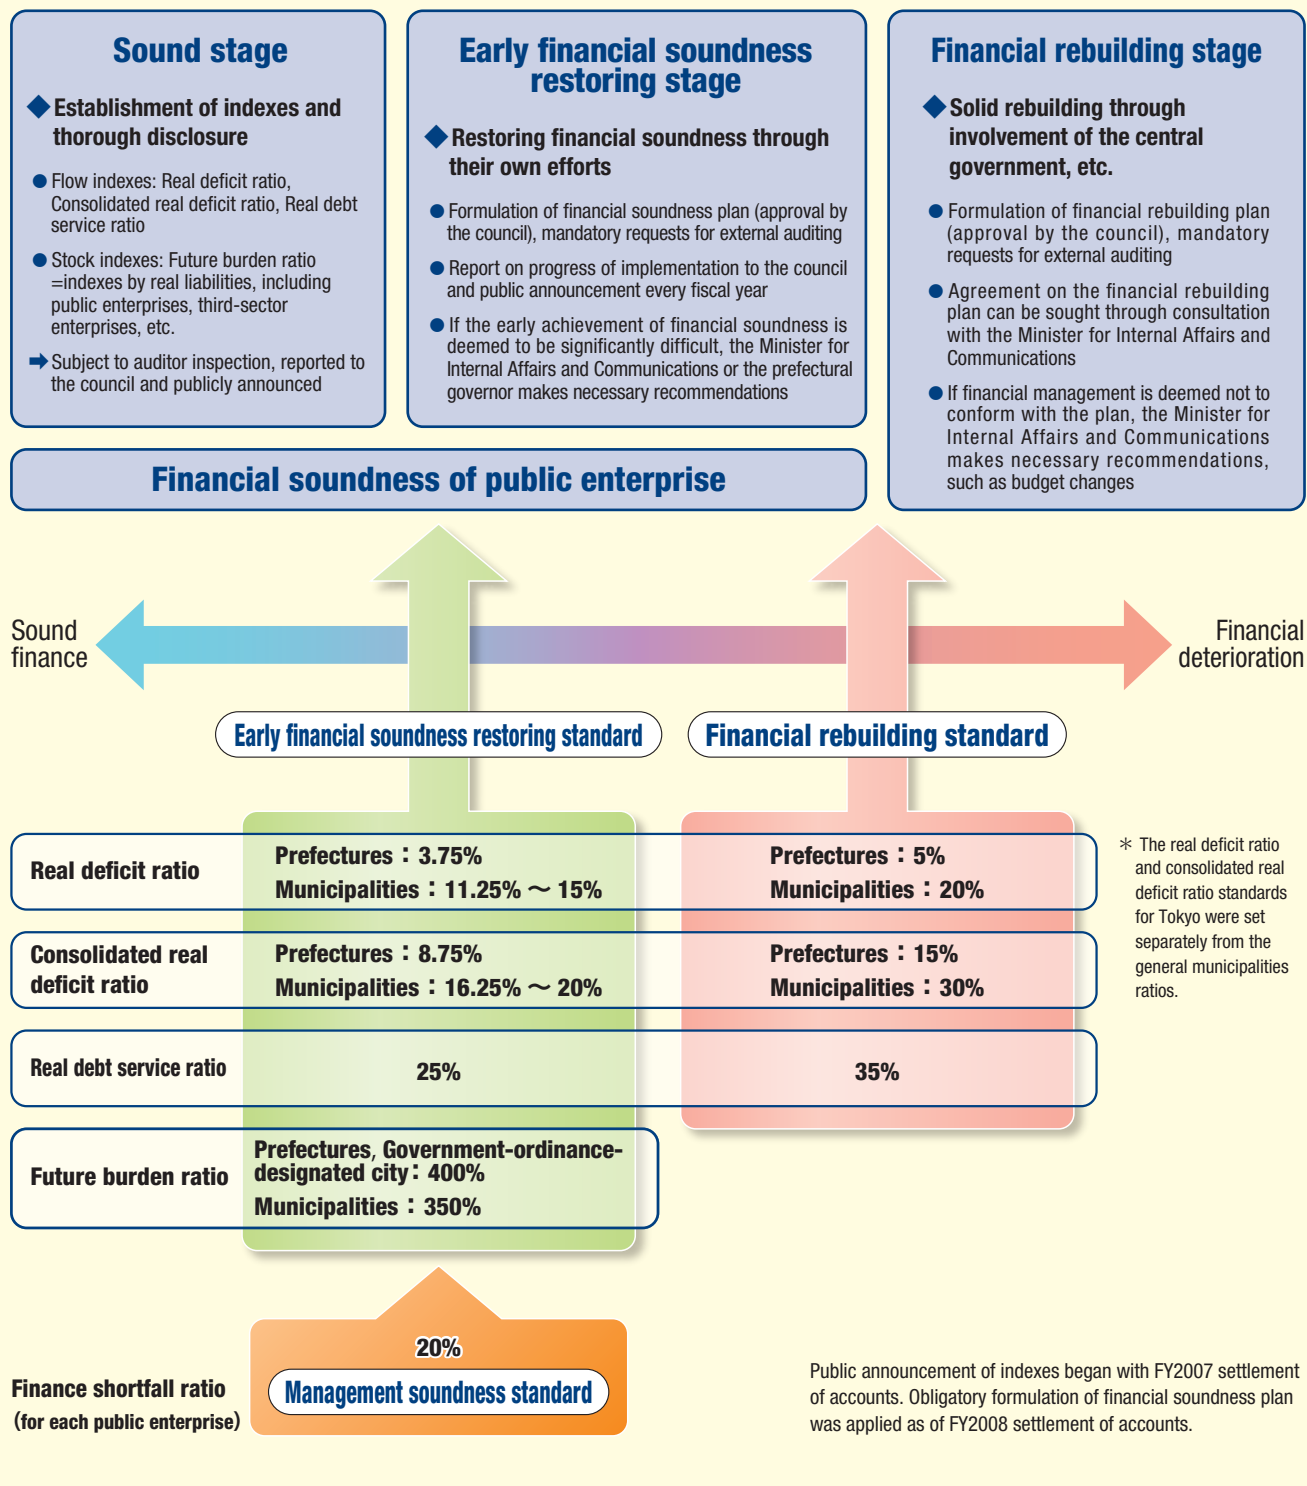 Sound stage
◆Establishment of indexes and
thorough disclosure
●Flow indexes: Real deficit ratio,
Consolidated real deficit ratio, Real debt
service ratio
●Stock indexes: Future burden ratio
=indexes by real liabilities, including
public enterprises, third-sector
enterprises, etc.
➡Subject to auditor inspection, reported to
the council and publicly announced
Early financial soundness
restoring stage
◆Restoring financial soundness through
their own efforts
●Formulation of financial soundness plan (approval by
the council), mandatory requests for external auditing
●Report on progress of implementation to the council
and public announcement every fiscal year
●If the early achievement of financial soundness is
deemed to be significantly difficult, the Minister for
Internal Affairs and Communications or the prefectural
governor makes necessary recommendations
Financial rebuilding stage
◆Solid rebuilding through
involvement of the central
government, etc.
●Formulation of financial rebuilding plan
(approval by the council), mandatory
requests for external auditing
●Agreement on the financial rebuilding
plan can be sought through consultation
with the Minister for Internal Affairs and
Communications
●If financial management is deemed not to
conform with the plan, the Minister for
Internal Affairs and Communications
makes necessary recommendations,
such as budget changes
Financial soundness of public enterprise
Sound
finance
Financial
deterioration
Early financial soundness restoring standard
Financial rebuilding standard
Real deficit ratio
Prefectures：3.75%
Municipalities：11.25% ～ 15%
Prefectures：5%
Municipalities：20%
Consolidated real
deficit ratio
Prefectures：8.75%
Municipalities：16.25% ～ 20%
Prefectures：15%
Municipalities：30%
＊ The real deficit ratio
and consolidated real
deficit ratio standards
for Tokyo were set
separately from the
general municipalities
ratios.
Real debt service ratio
25%
35%
Future burden ratio
Prefectures, Government-ordinance-
designated city：400%
Municipalities：350%
20%
Management soundness standard
Finance shortfall ratio
(for each public enterprise)
Public announcement of indexes began with FY2007 settlement
of accounts. Obligatory formulation of financial soundness plan
was applied as of FY2008 settlement of accounts.